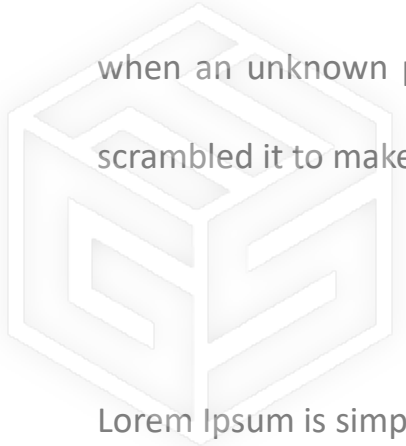 when an unknown p
scrambled it to make
Lorem Ipsum is simp